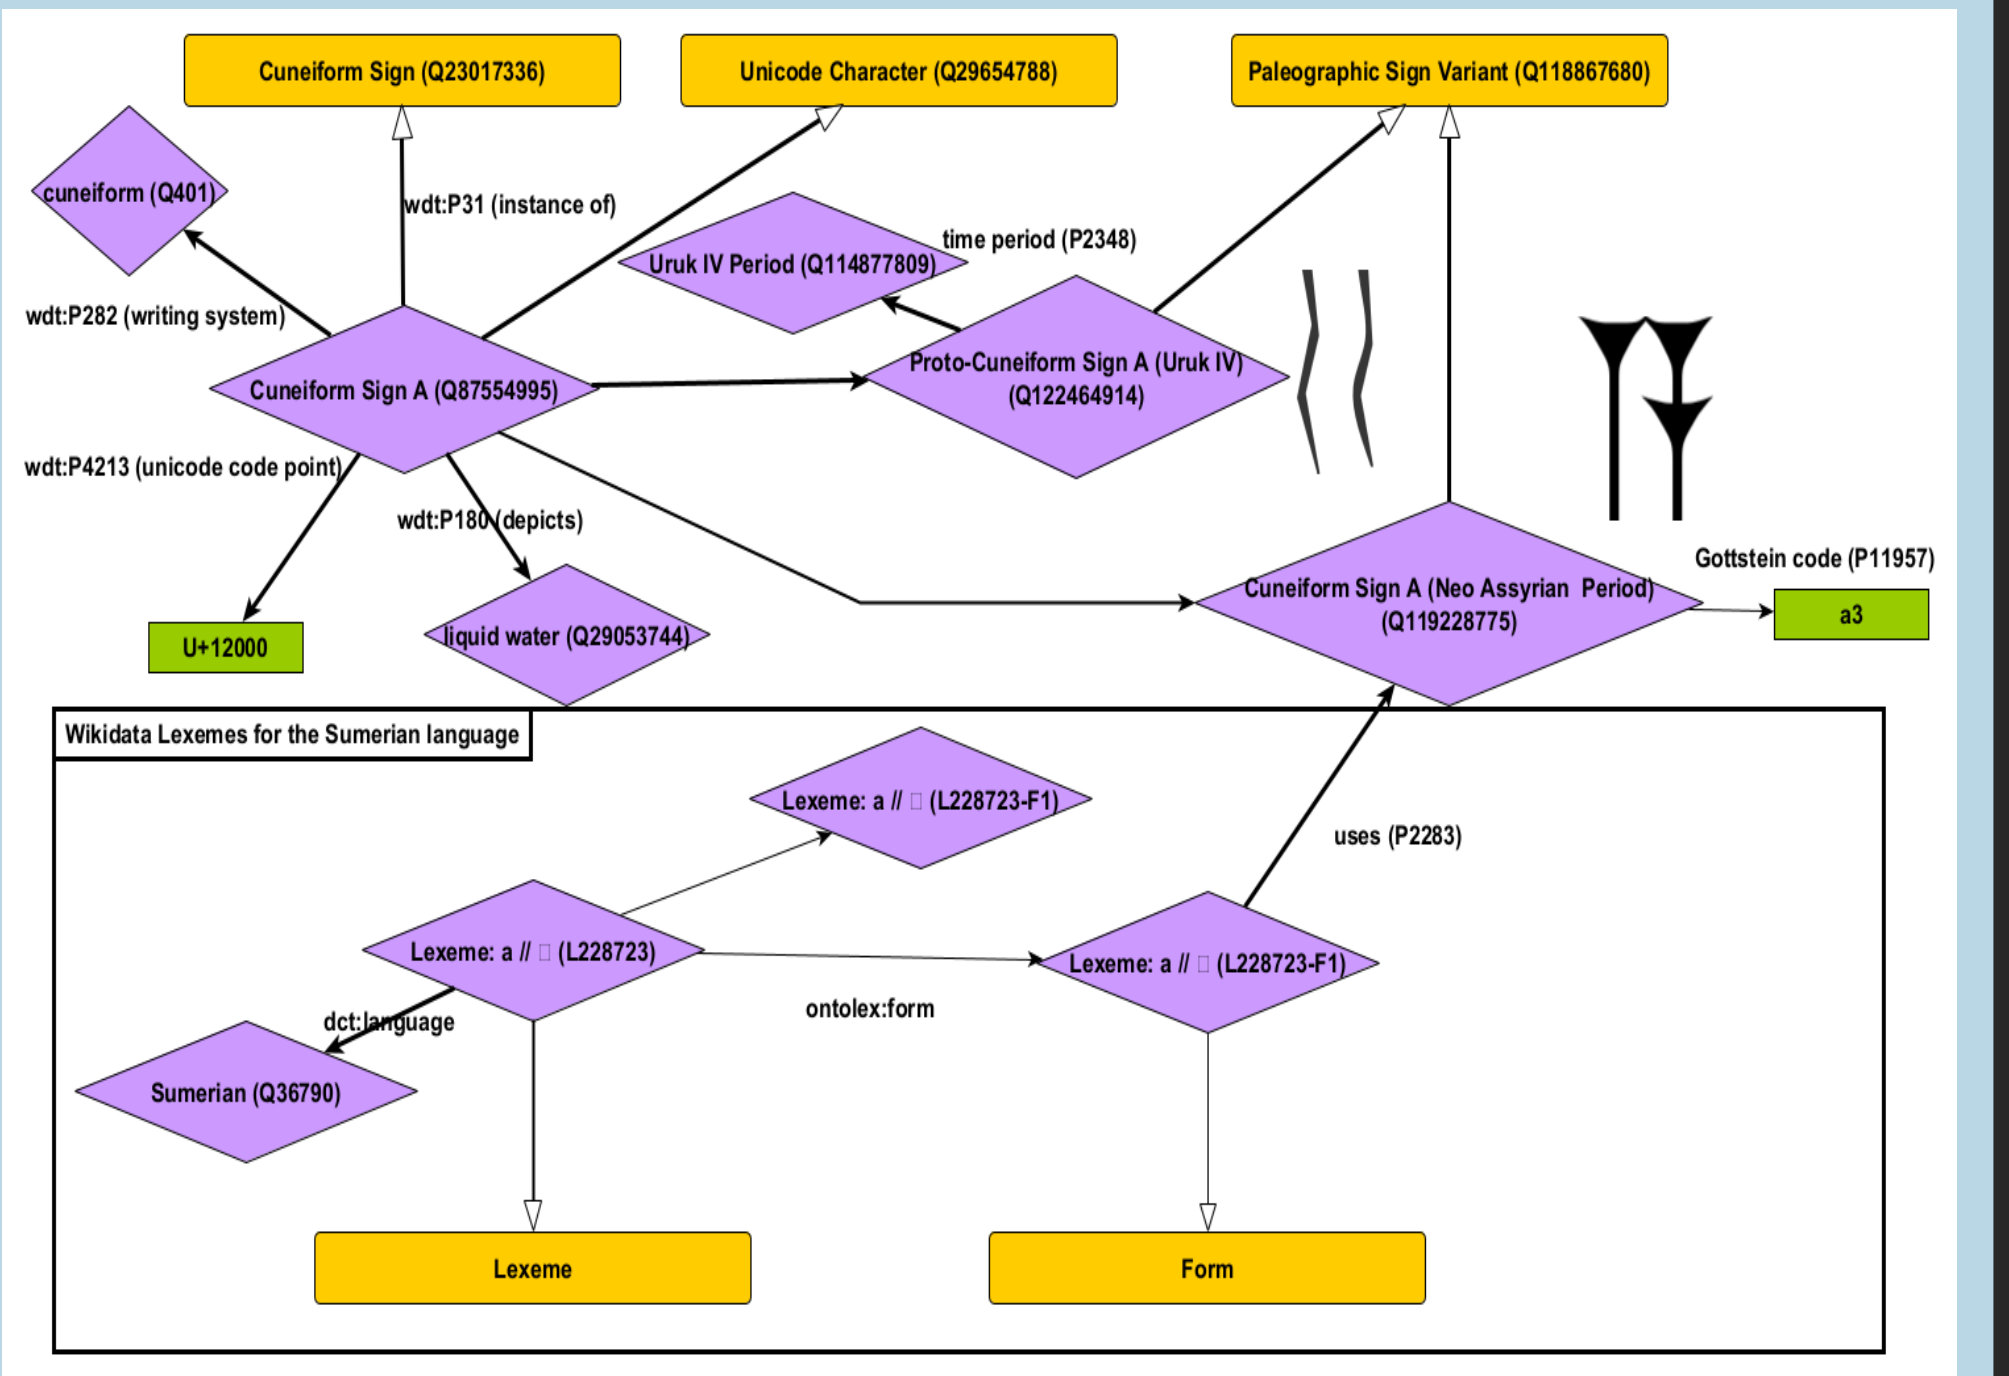 Cuneiform Sign (Q23017336)
Unicode Character (Q29654788)
Paleographic Sign Variant (Q118867680)
cuneiform (Q401)
wdt:P31 (instance of)
time period (P2348)
Uruk IV Period (Q114877809)
wdt:P282 (writing system)
Proto-Cuneiform Sign A (Uruk IV)
(Q122464914)
Cuneiform Sign A (Q87554995)
wdt:P4213 (unicode code point)
wdt:P180 (depicts)
Gottstein code (P11957)
Cuneiform Sign A (Neo Assyrian  Period)
(Q119228775)
a3
U+12000
liquid water (Q29053744)
Wikidata Lexemes for the Sumerian language
Lexeme: a // (L228723-F1)
uses (P2283)
Lexeme: a // (L228723)
Lexeme: a // (L228723-F1)
ontolex:form
dct:language
Sumerian (Q36790)
Lexeme
Form